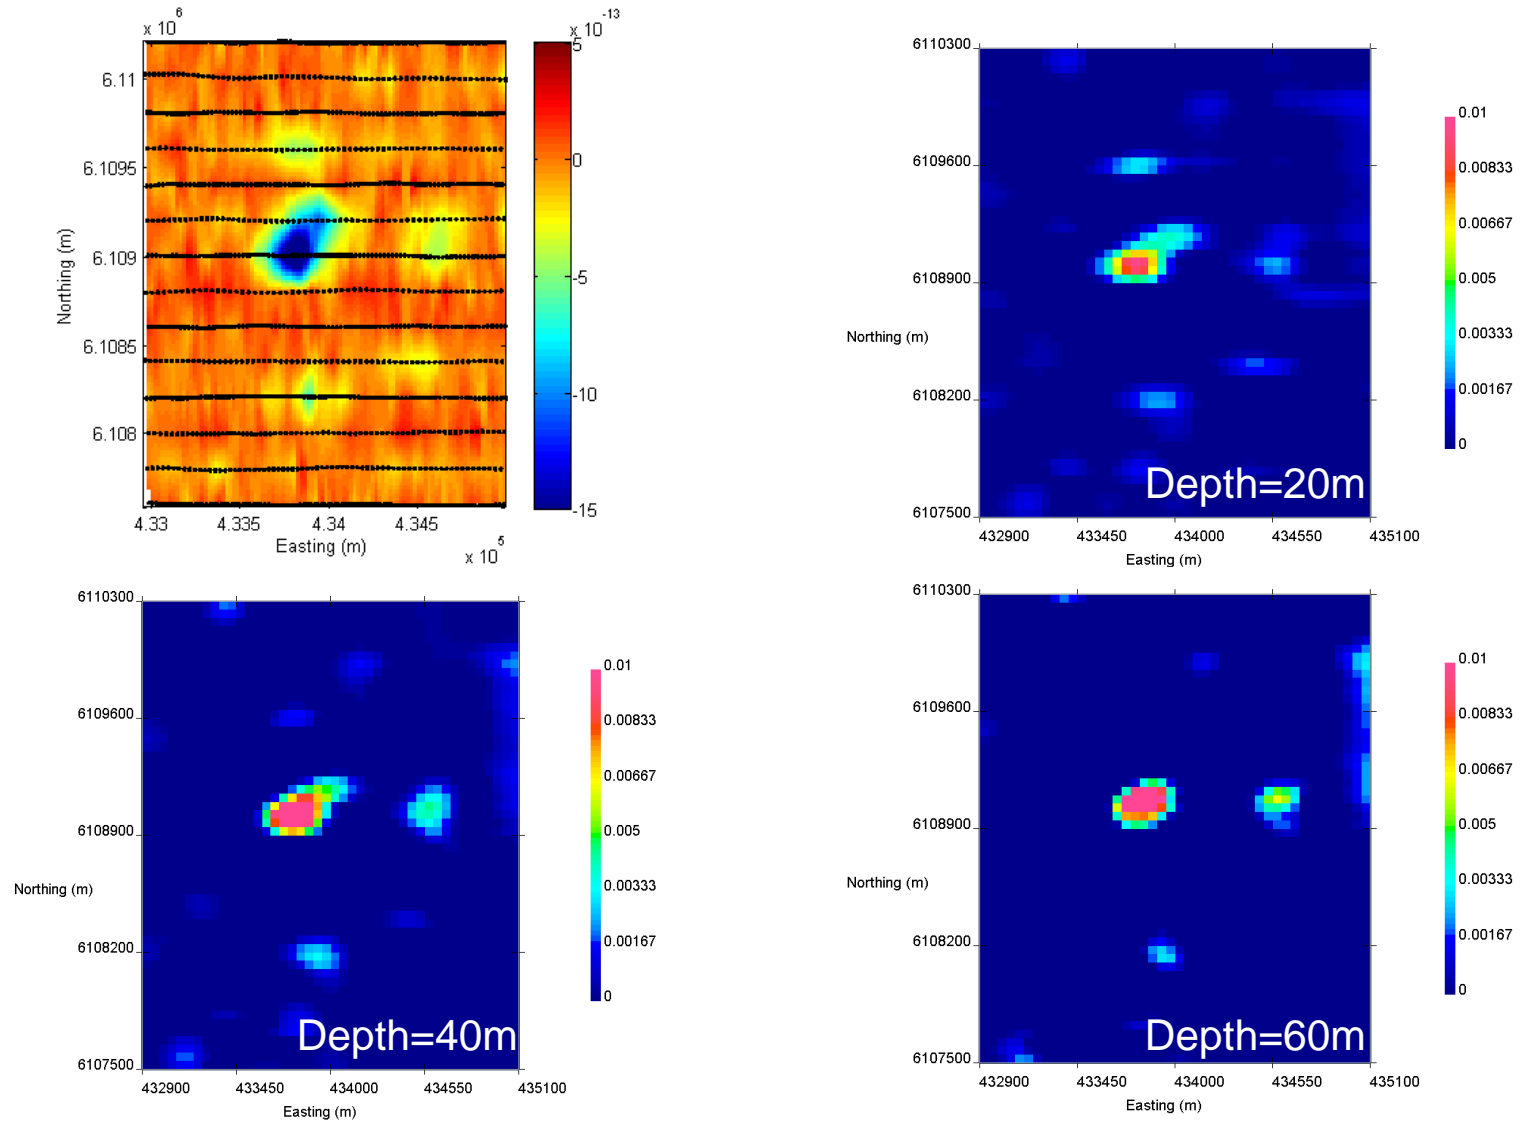 x 10^6
x 10^-13
5
6.11
0
6.1095
Northing (m)
6.109
-5
6.1085
-10
6.108
-15
4.33 4.335 4.34 4.345
Easting (m)
x 10^5
6110300
0.01
0.00833
6109600
0.00667
0.005
6108900
Northing (m)
0.00333
0.00167
6108200
0
Depth=20m
6107500
432900 433450 434000 434550 435100
Easting (m)
6110300
0.01
0.00833
6109600
0.00667
0.005
6108900
Northing (m)
0.00333
6108200
0.00167
0
Depth=40m
6107500
432900 433450 434000 434550 435100
Easting (m)
6110300
0.01
0.00833
6109600
0.00667
0.005
6108900
Northing (m)
0.00333
6108200
0.00167
0
Depth=60m
6107500
432900 433450 434000 434550 435100
Easting (m)